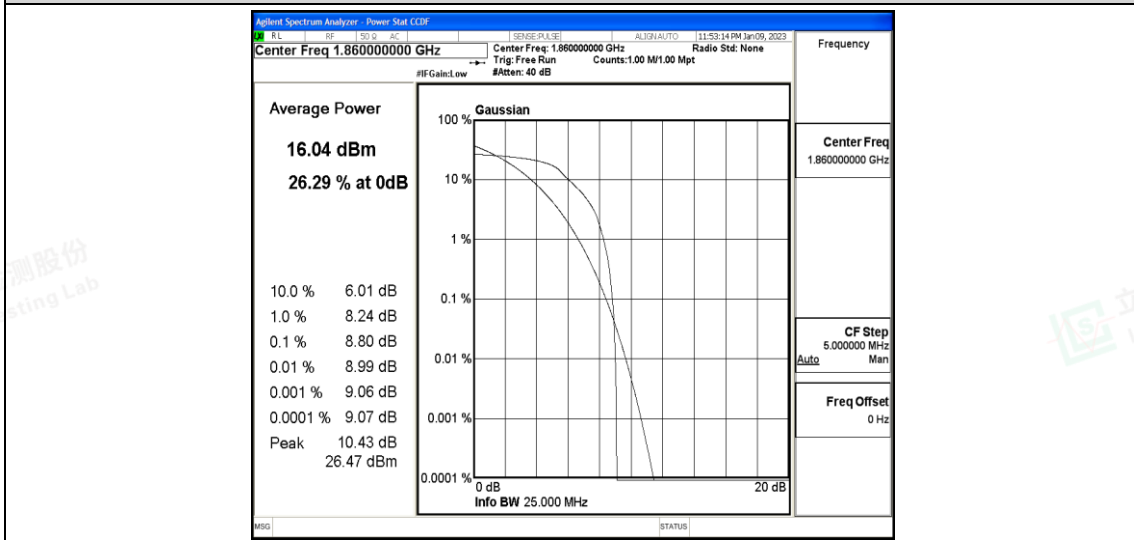 Agilent Spectrum Analyzer - Power Stat CCDF
LXI RL RF 50 Ω AC SENSE:PULSE ALIGN AUTO 11:53:14 PM Jan 09, 2023
Center Freq 1.860000000 GHz
Center Freq: 1.860000000 GHz Radio Std: None
Trig: Free Run Counts:1.00 M/1.00 Mpt
#IFGain:Low #Atten: 40 dB
Average Power
16.04 dBm
26.29 % at 0dB
10.0 % 6.01 dB
1.0 % 8.24 dB
0.1 % 8.80 dB
0.01 % 8.99 dB
0.001 % 9.06 dB
0.0001 % 9.07 dB
Peak 10.43 dB
26.47 dBm
Gaussian
100 %
10 %
1 %
0.1 %
0.01 %
0.001 %
0.0001 %
0 dB 20 dB
Info BW 25.000 MHz
Frequency
Center Freq
1.860000000 GHz
CF Step
5.000000 MHz
Auto Man
Freq Offset
0 Hz
MSG STATUS
测股份
sting Lab
立